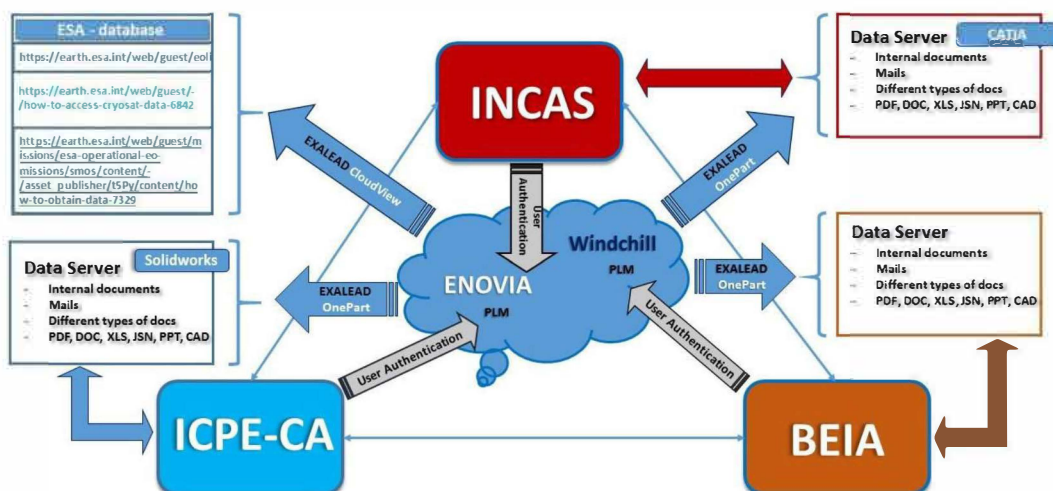 ESA - database
https://earth.esa.int/web/guest/eoli
https://earth.esa.int/web/guest/-
/how-to-access-cryosat-data-6842
https://earth.esa.int/web/guest/m
issions/esa-operational-eo-
missions/smos/content/-
/asset_publisher/t5Py/content/ho
w-to-obtain-data-7329
INCAS
Data Server
CATIA
- Internal documents
- Mails
- Different types of docs
- PDF, DOC, XLS, JSN, PPT, CAD
EXALEAD CloudView
User
Authentication
EXALEAD
OnePart
Data Server
Solidworks
- Internal documents
- Mails
- Different types of docs
- PDF, DOC, XLS, JSN, PPT, CAD
EXALEAD
OnePart
ENOVIA
PLM
Windchill
PLM
EXALEAD
OnePart
Data Server
- Internal documents
- Mails
- Different types of docs
- PDF, DOC, XLS, JSN, PPT, CAD
User Authentication
User Authentication
ICPE-CA
BEIA